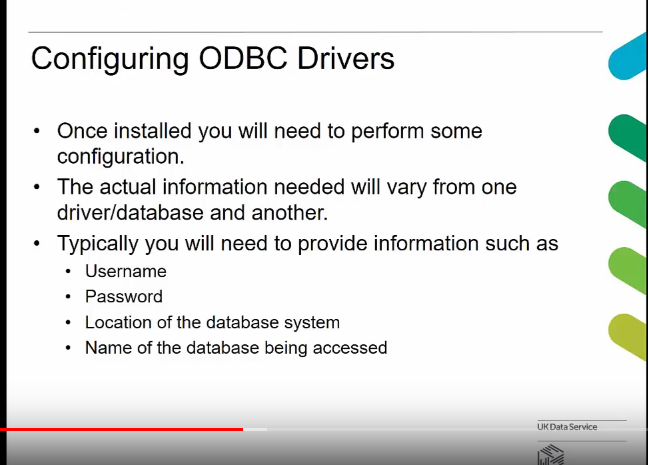 Configuring ODBC Drivers
• Once installed you will need to perform some
configuration.
• The actual information needed will vary from one
driver/database and another.
• Typically you will need to provide information such as
• Username
• Password
• Location of the database system
• Name of the database being accessed
UK Data Service